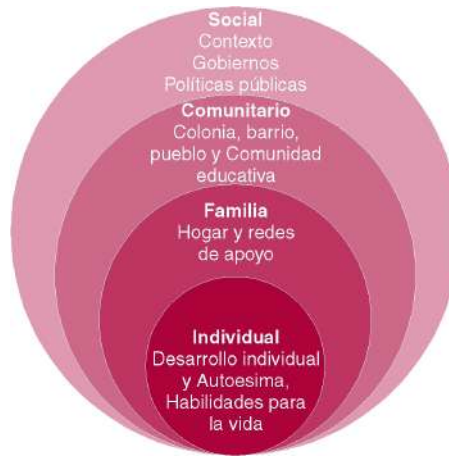 Social
Contexto
Gobiernos
Políticas públicas
Comunitario
Colonia, barrio,
pueblo y Comunidad
educativa
Familia
Hogar y redes
de apoyo
Individual
Desarrollo individual
y Autoesima,
Habilidades para
la vida